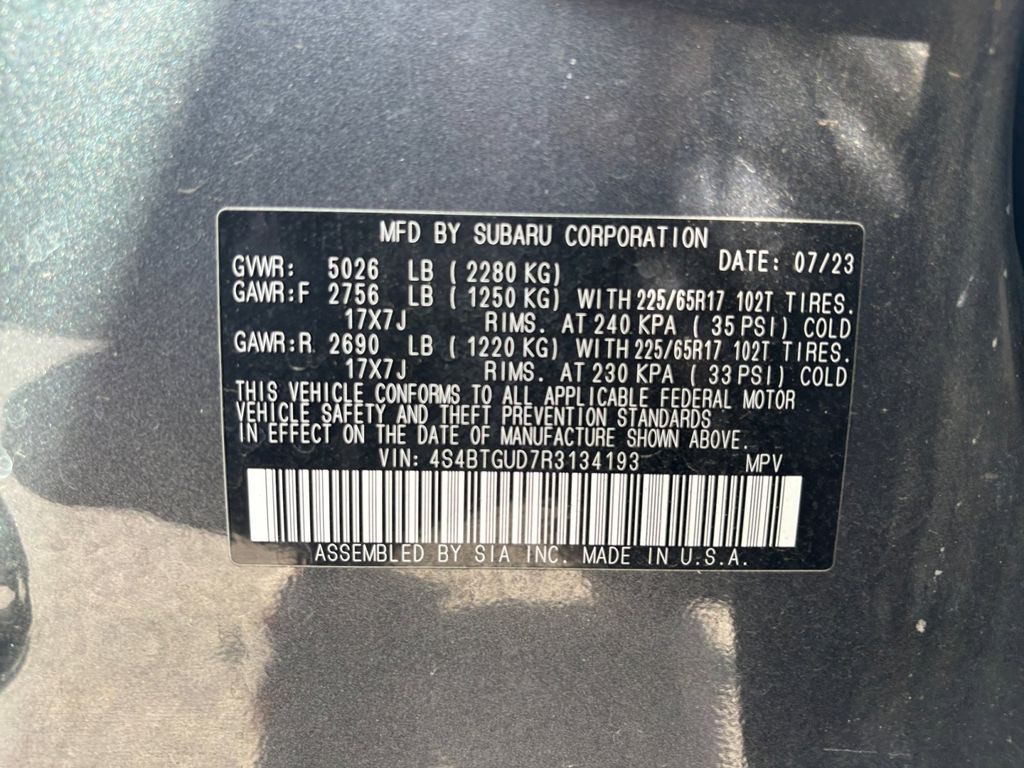 MFD BY SUBARU CORPORATION
DATE: 07/23
GVWR: 5026 LB ( 2280 KG)
GAWR:F 2756 LB ( 1250 KG) WITH 225/65R17 102T TIRES.
17X7J RIMS. AT 240 KPA ( 35 PSI) COLD
GAWR:R 2690 LB ( 1220 KG) WITH 225/65R17 102T TIRES.
17X7J RIMS. AT 230 KPA ( 33 PSI) COLD
THIS VEHICLE CONFORMS TO ALL APPLICABLE FEDERAL MOTOR
VEHICLE SAFETY AND THEFT PREVENTION STANDARDS
IN EFFECT ON THE DATE OF MANUFACTURE SHOWN ABOVE.
VIN: 4S4BTGUD7R3134193 MPV
ASSEMBLED BY SIA INC. MADE IN U.S.A.